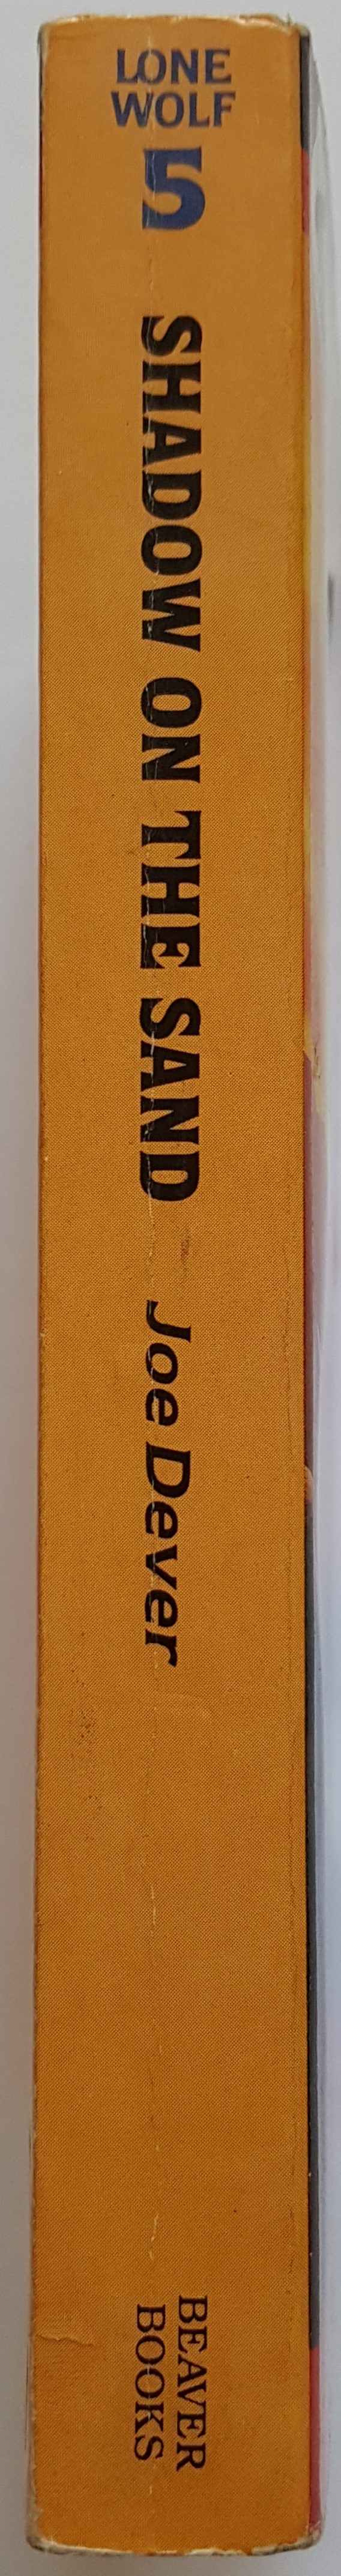 LONE
WOLF
5
SHADOW ON THE SAND Joe Dever
BEAVER
BOOKS